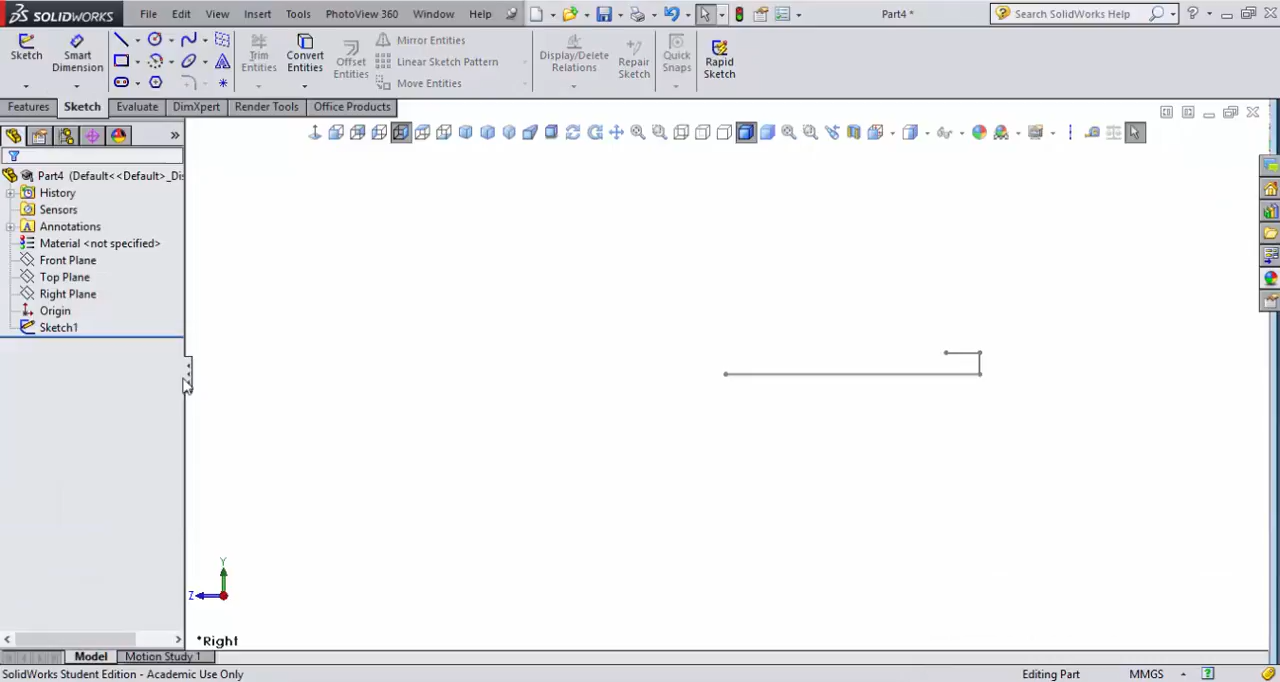 SOLIDWORKS File Edit View Insert Tools PhotoView 360 Window Help Part4 * Search SolidWorks Help
Sketch Smart Dimension Trim Entities Convert Entities Offset Entities Mirror Entities Linear Sketch Pattern Move Entities Display/Delete Relations Repair Sketch Quick Snaps Rapid Sketch
Features Sketch Evaluate DimXpert Render Tools Office Products
Part4 (Default<<Default>_Dis
History
Sensors
Annotations
Material <not specified>
Front Plane
Top Plane
Right Plane
Origin
Sketch1
Y
Z
*Right
Model Motion Study 1
SolidWorks Student Edition - Academic Use Only Editing Part MMGS